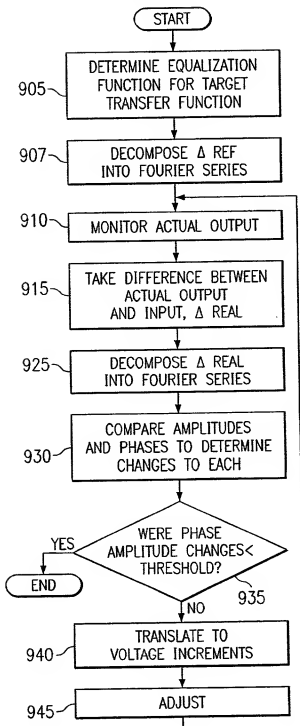 START
905
DETERMINE EQUALIZATION
FUNCTION FOR TARGET
TRANSFER FUNCTION
907
DECOMPOSE Δ REF
INTO FOURIER SERIES
910
MONITOR ACTUAL OUTPUT
915
TAKE DIFFERENCE BETWEEN
ACTUAL OUTPUT
AND INPUT, Δ REAL
925
DECOMPOSE Δ REAL
INTO FOURIER SERIES
930
COMPARE AMPLITUDES
AND PHASES TO DETERMINE
CHANGES TO EACH
YES
WERE PHASE
AMPLITUDE CHANGES<
THRESHOLD?
END
935
NO
940
TRANSLATE TO
VOLTAGE INCREMENTS
945
ADJUST